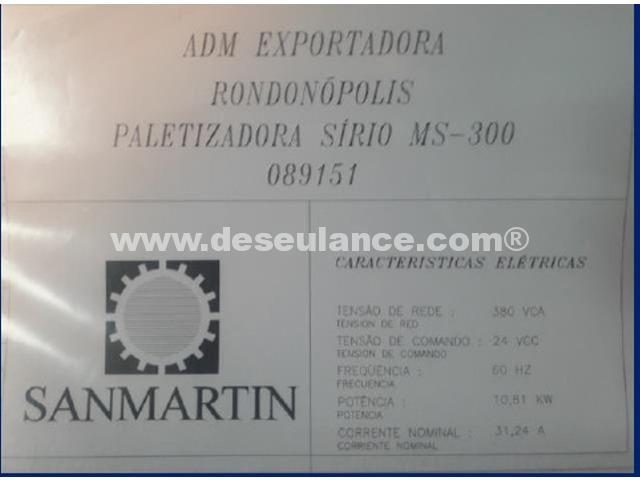 ADM EXPORTADORA
RONDONÓPOLIS
PALETIZADORA SÍRIO MS-300
089151
www.deseulance.com®
SANMARTIN
CARACTERISTICAS ELÉTRICAS
TENSÃO DE REDE : 380 VCA
TENSION DE RED
TENSÃO DE COMANDO : 24 VCC
TENSION DE COMANDO
FREQÜÊNCIA : 60 HZ
FRECUENCIA
POTÊNCIA : 10,81 KW
POTENCIA
CORRENTE NOMINAL : 31,24 A
CORRIENTE NOMINAL